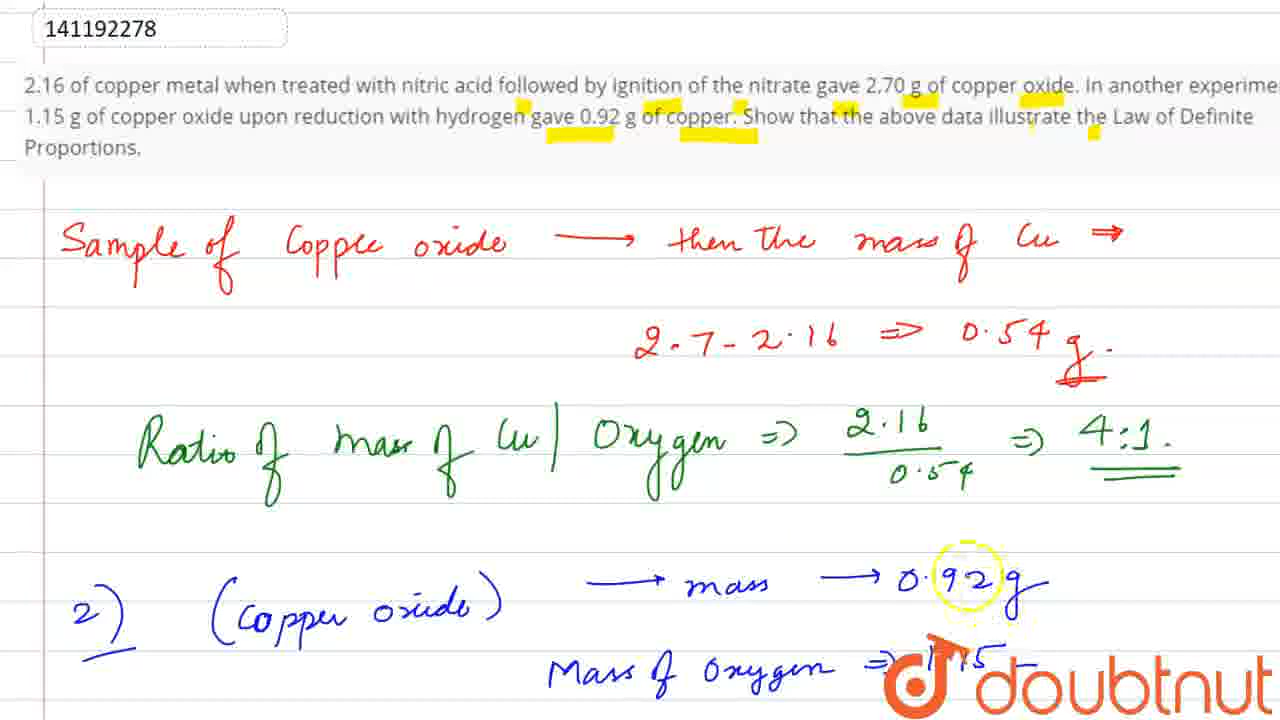 141192278
2.16 of copper metal when treated with nitric acid followed by ignition of the nitrate gave 2.70 g of copper oxide. In another experime
1.15 g of copper oxide upon reduction with hydrogen gave 0.92 g of copper. Show that the above data illustrate the Law of Definite
Proportions.
Sample of Copper oxide → then the mass of Cu ⇒
2.7 - 2.16 ⇒ 0.54 g.
Ratio of mass of Cu | Oxygen ⇒ 2.16 / 0.54 ⇒ 4:1.
2) (Copper oxide) → mass → 0.92 g
Mass of Oxygen ⇒ 1.15 -
doubtnut